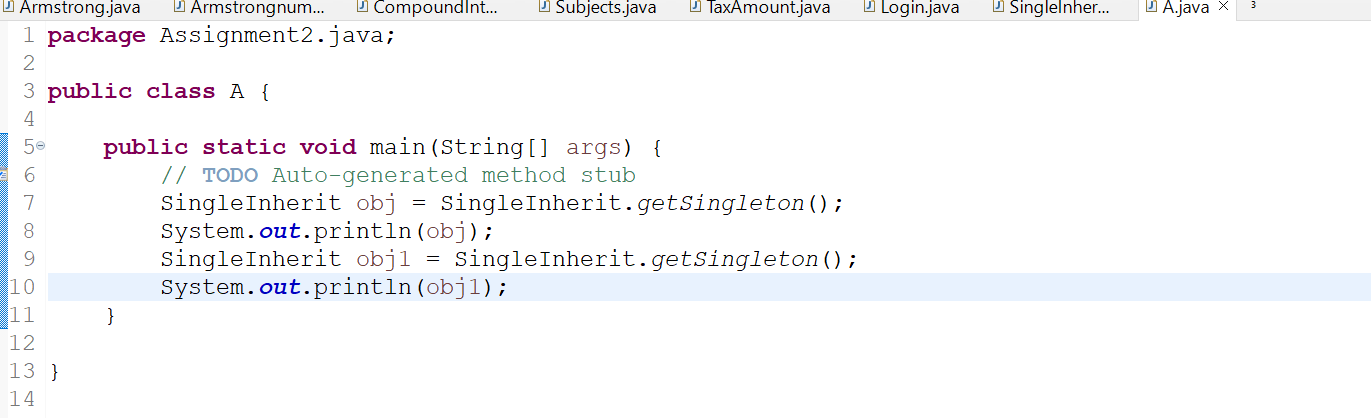 Armstrong.java Armstrongnum... CompoundInt... Subjects.java TaxAmount.java Login.java SingleInher... A.java 3
1 package Assignment2.java;
2
3 public class A {
4
5 public static void main(String[] args) {
6 // TODO Auto-generated method stub
7 SingleInherit obj = SingleInherit.getSingleton();
8 System.out.println(obj);
9 SingleInherit obj1 = SingleInherit.getSingleton();
10 System.out.println(obj1);
11 }
12
13 }
14